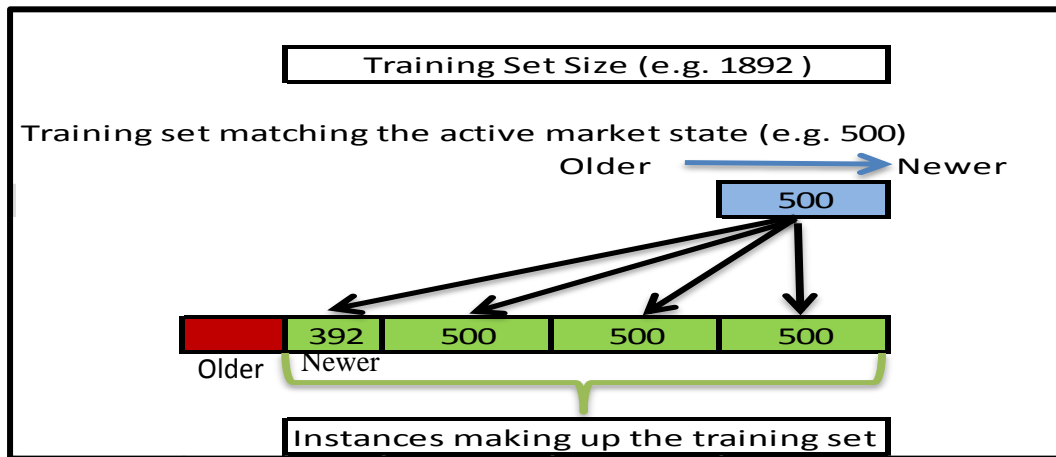 Training Set Size (e.g. 1892 )
Training set matching the active market state (e.g. 500)
Older Newer
500
392 500 500 500
Older Newer
Instances making up the training set